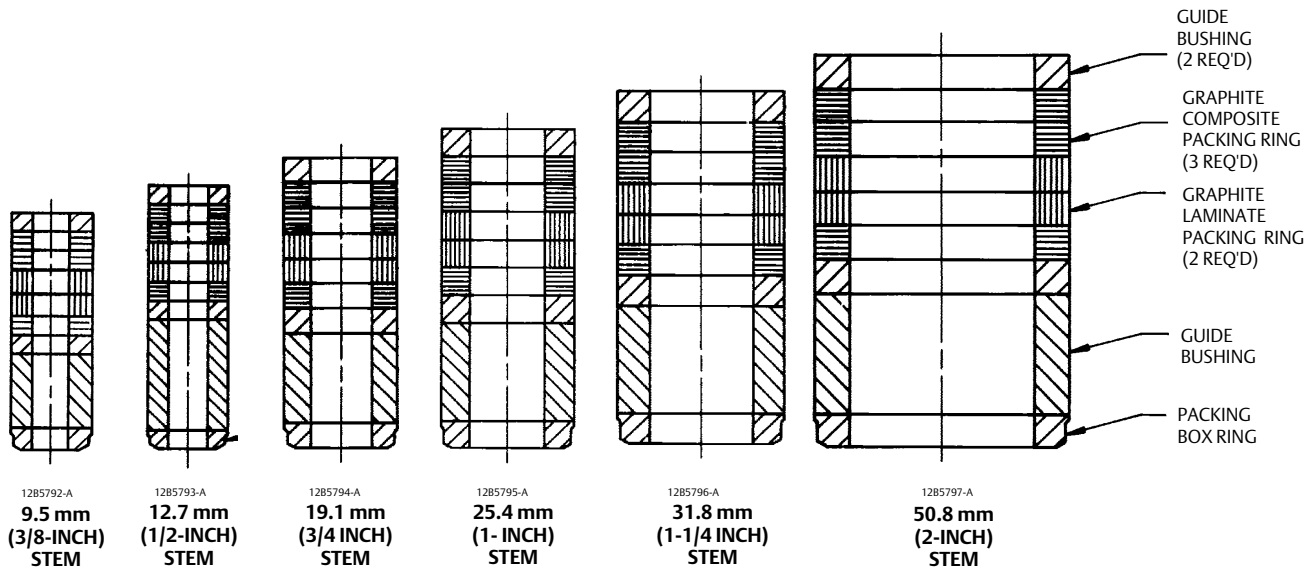 GUIDE
BUSHING
(2 REQ'D)
GRAPHITE
COMPOSITE
PACKING RING
(3 REQ'D)
GRAPHITE
LAMINATE
PACKING RING
(2 REQ'D)
GUIDE
BUSHING
PACKING
BOX RING
12B5792-A
9.5 mm
(3/8-INCH)
STEM
12B5793-A
12.7 mm
(1/2-INCH)
STEM
12B5794-A
19.1 mm
(3/4 INCH)
STEM
12B5795-A
25.4 mm
(1- INCH)
STEM
12B5796-A
31.8 mm
(1-1/4 INCH)
STEM
12B5797-A
50.8 mm
(2-INCH)
STEM